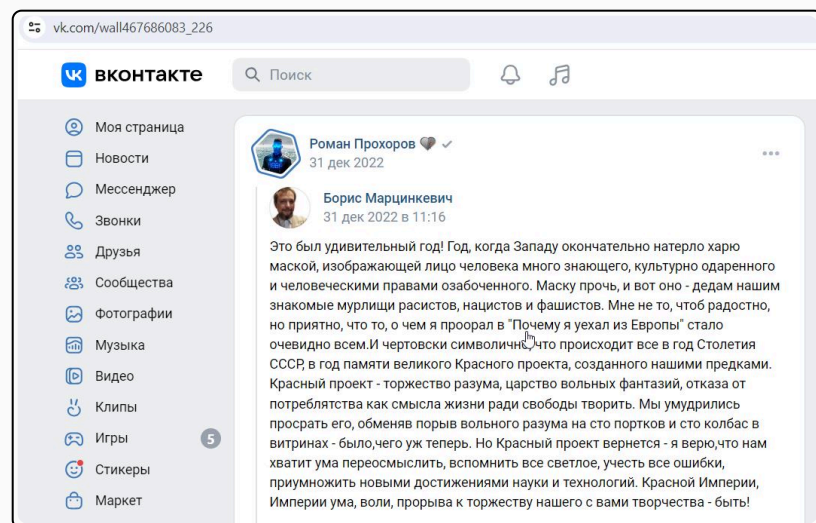 vk.com/wall467686083_226
вконтакте
Поиск
Моя страница
Новости
Мессенджер
Звонки
Друзья
Сообщества
Фотографии
Музыка
Видео
Клипы
Игры
5
Стикеры
Маркет
Роман Прохоров
31 дек 2022
Борис Марцинкевич
31 дек 2022 в 11:16
Это был удивительный год! Год, когда Западу окончательно натерло харю
маской, изображающей лицо человека много знающего, культурно одаренного
и человеческими правами озабоченного. Маску прочь, и вот оно - дедам нашим
знакомые мурлищи расистов, нацистов и фашистов. Мне не то, чтоб радостно,
но приятно, что то, о чем я проорал в "Почему я уехал из Европы" стало
очевидно всем.И чертовски символично, что происходит все в год Столетия
СССР, в год памяти великого Красного проекта, созданного нашими предками.
Красный проект - торжество разума, царство вольных фантазий, отказа от
потреблятства как смысла жизни ради свободы творить. Мы умудрились
просрать его, обменяв порыв вольного разума на сто портков и сто колбас в
витринах - было,чего уж теперь. Но Красный проект вернется - я верю,что нам
хватит ума переосмыслить, вспомнить все светлое, учесть все ошибки,
приумножить новыми достижениями науки и технологий. Красной Империи,
Империи ума, воли, прорыва к торжеству нашего с вами творчества - быть!